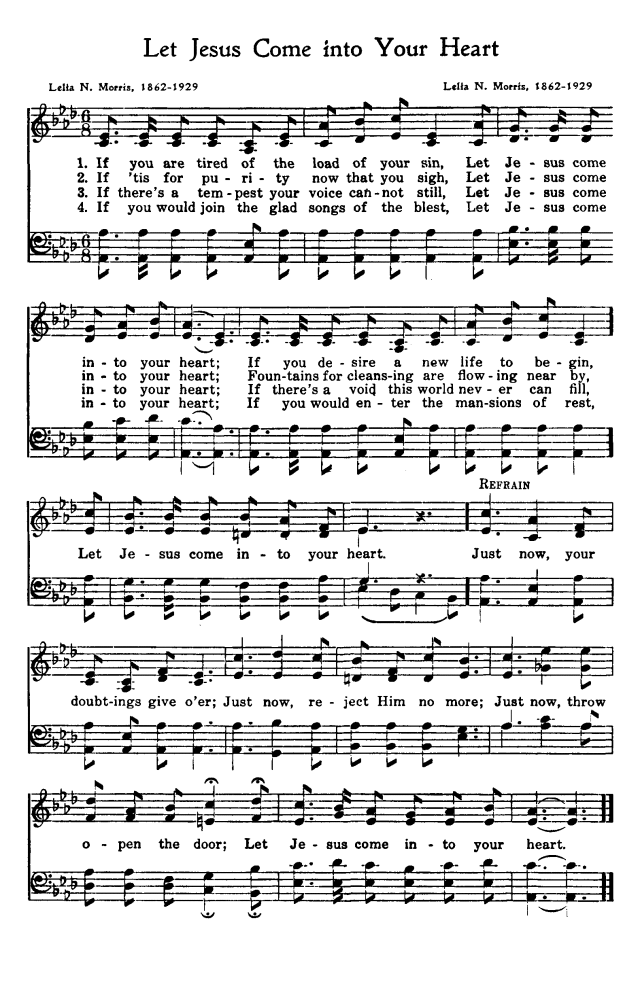 Let Jesus Come into Your Heart
Lelia N. Morris, 1862-1929 Lelia N. Morris, 1862-1929
6 8
1. If you are tired of the load of your sin, Let Je - sus come
2. If 'tis for pu - ri - ty now that you sigh, Let Je - sus come
3. If there's a tem - pest your voice can-not still, Let Je - sus come
4. If you would join the glad songs of the blest, Let Je - sus come
6 8
in - to your heart; If you de - sire a new life to be - gin,
in - to your heart; Foun-tains for cleans-ing are flow-ing near by,
in - to your heart; If there's a void this world nev - er can fill,
in - to your heart; If you would en - ter the man-sions of rest,
REFRAIN
Let Je - sus come in - to your heart. Just now, your
doubt-ings give o'er; Just now, re - ject Him no more; Just now, throw
o - pen the door; Let Je - sus come in - to your heart.